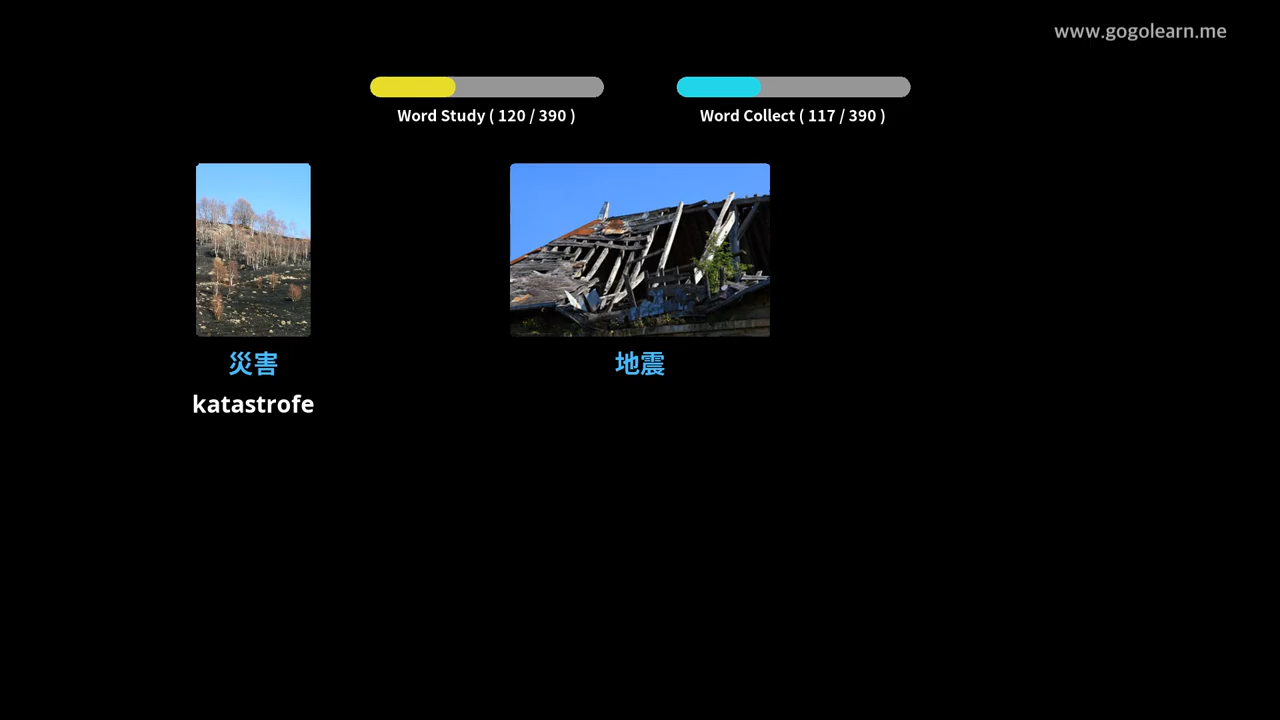 www.gogolearn.me
Word Study ( 120 / 390 )
Word Collect ( 117 / 390 )
災害
地震
katastrofe